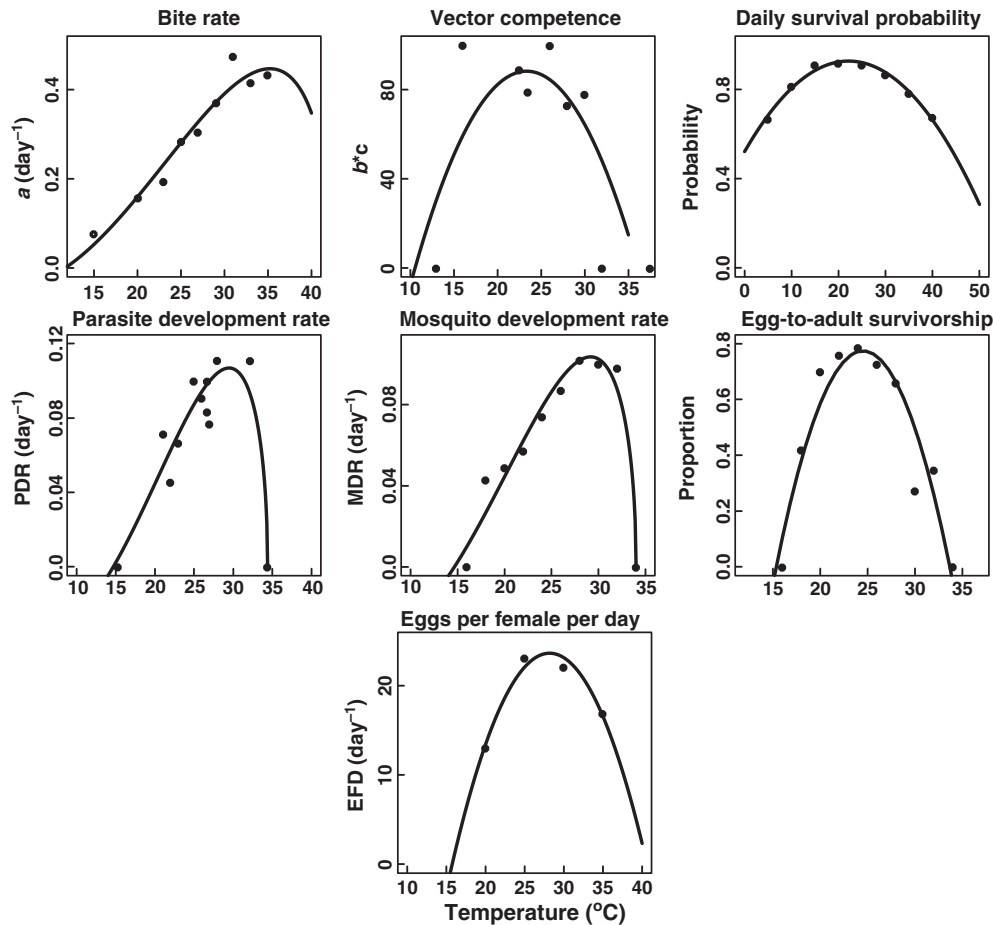 Bite rate
a (day⁻¹)
0.0 0.2 0.4
15 20 25 30 35 40
Vector competence
b*c
0 40 80
10 15 20 25 30 35
Daily survival probability
Probability
0.0 0.4 0.8
0 10 20 30 40 50
Parasite development rate
PDR (day⁻¹)
0.0 0.04 0.08 0.12
10 15 20 25 30 35 40
Mosquito development rate
MDR (day⁻¹)
0.0 0.04 0.08
10 15 20 25 30 35
Egg-to-adult survivorship
Proportion
0.0 0.2 0.4 0.6 0.8
15 20 25 30 35
Eggs per female per day
EFD (day⁻¹)
0 10 20
10 15 20 25 30 35 40
Temperature (°C)